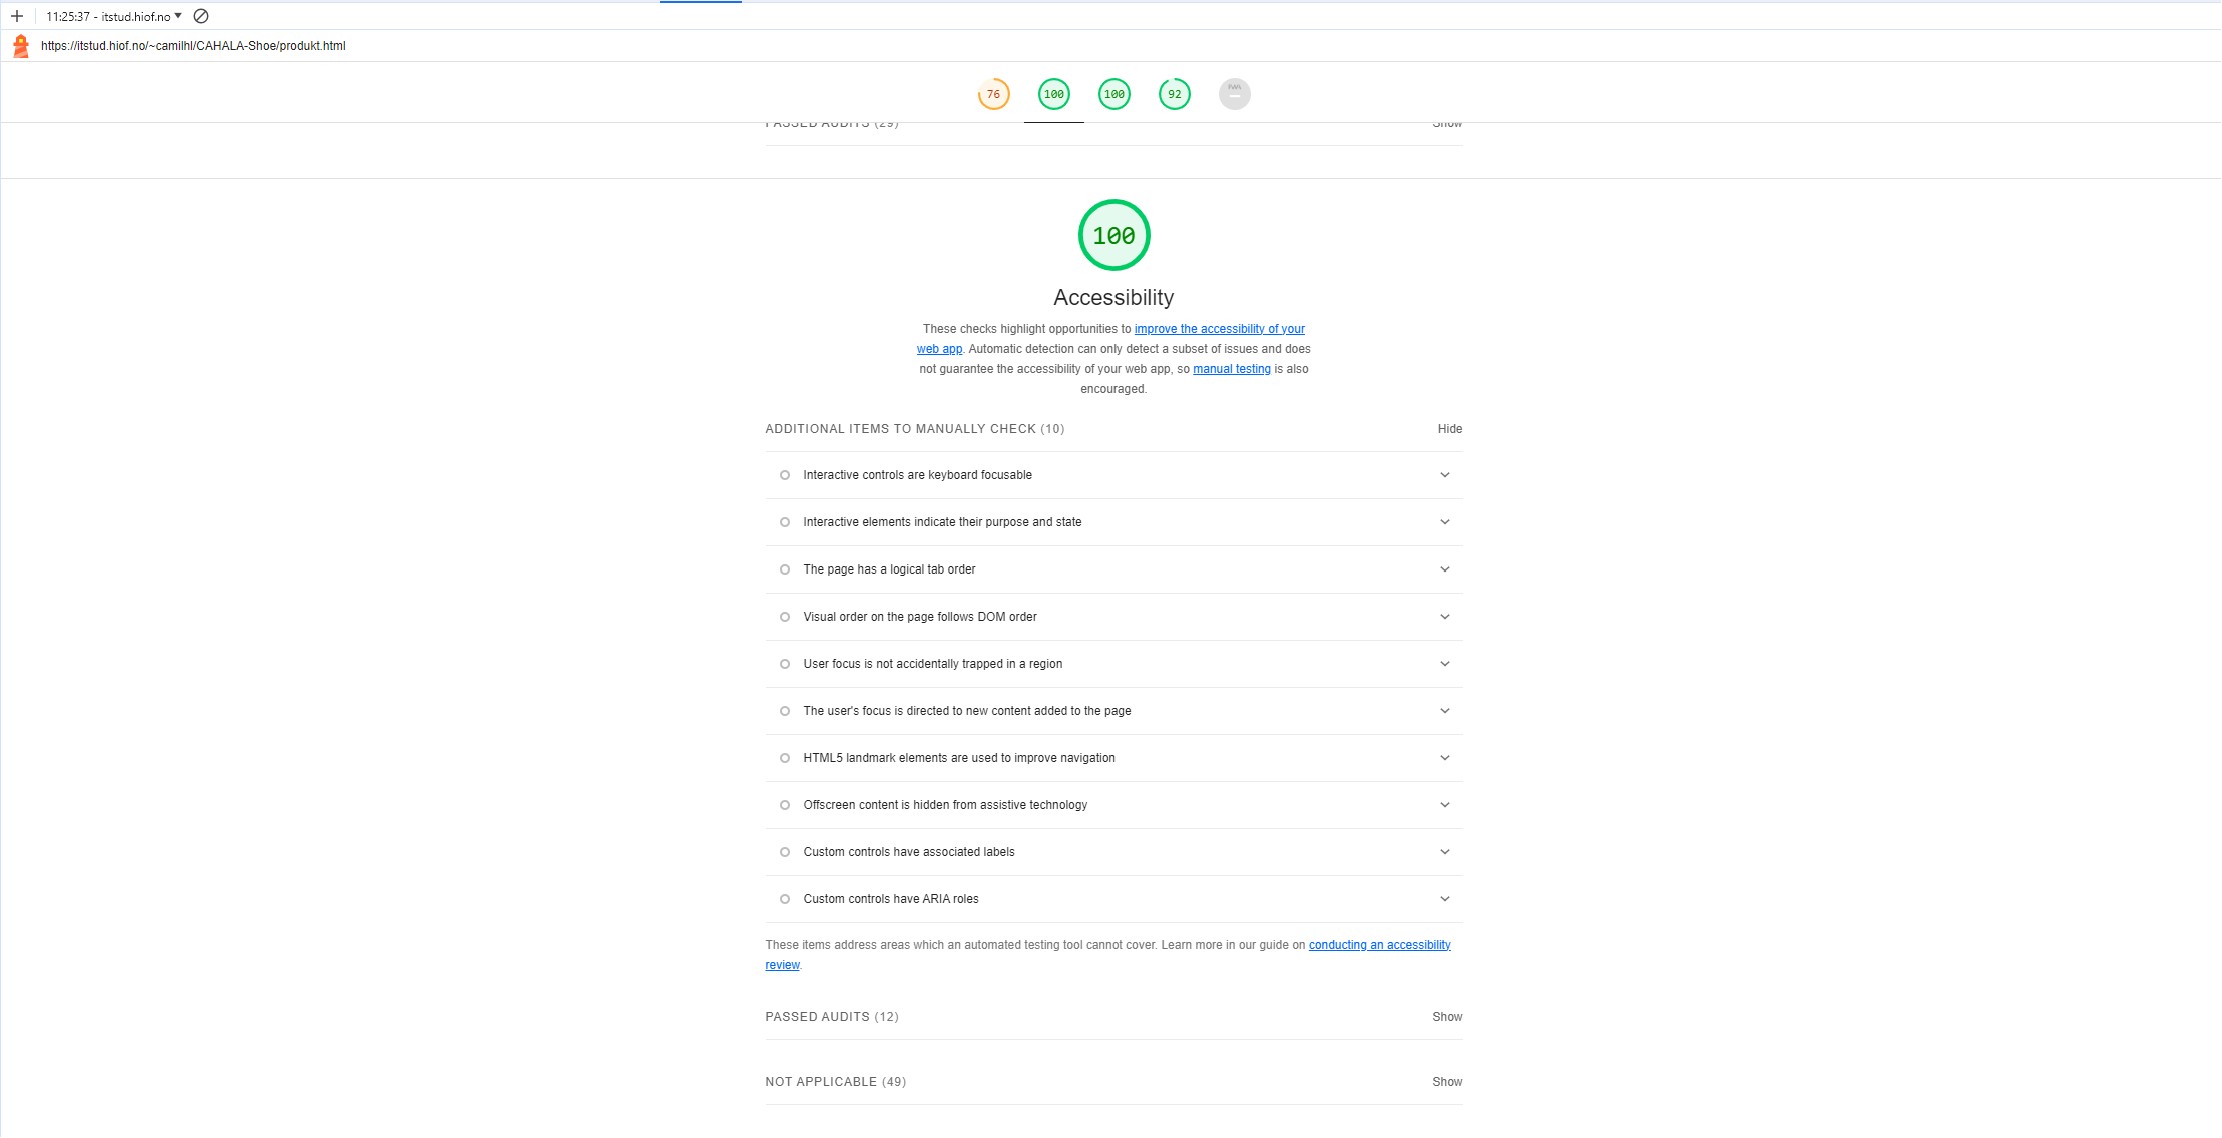 11:25:37 - itstud.hiof.no
https://itstud.hiof.no/~camilhl/CAHALA-Shoe/produkt.html
76 100 100 92
PASSED AUDITS (29) Show
100
Accessibility
These checks highlight opportunities to improve the accessibility of your
web app. Automatic detection can only detect a subset of issues and does
not guarantee the accessibility of your web app, so manual testing is also
encouraged.
ADDITIONAL ITEMS TO MANUALLY CHECK (10) Hide
Interactive controls are keyboard focusable
Interactive elements indicate their purpose and state
The page has a logical tab order
Visual order on the page follows DOM order
User focus is not accidentally trapped in a region
The user's focus is directed to new content added to the page
HTML5 landmark elements are used to improve navigation
Offscreen content is hidden from assistive technology
Custom controls have associated labels
Custom controls have ARIA roles
These items address areas which an automated testing tool cannot cover. Learn more in our guide on conducting an accessibility
review.
PASSED AUDITS (12) Show
NOT APPLICABLE (49) Show